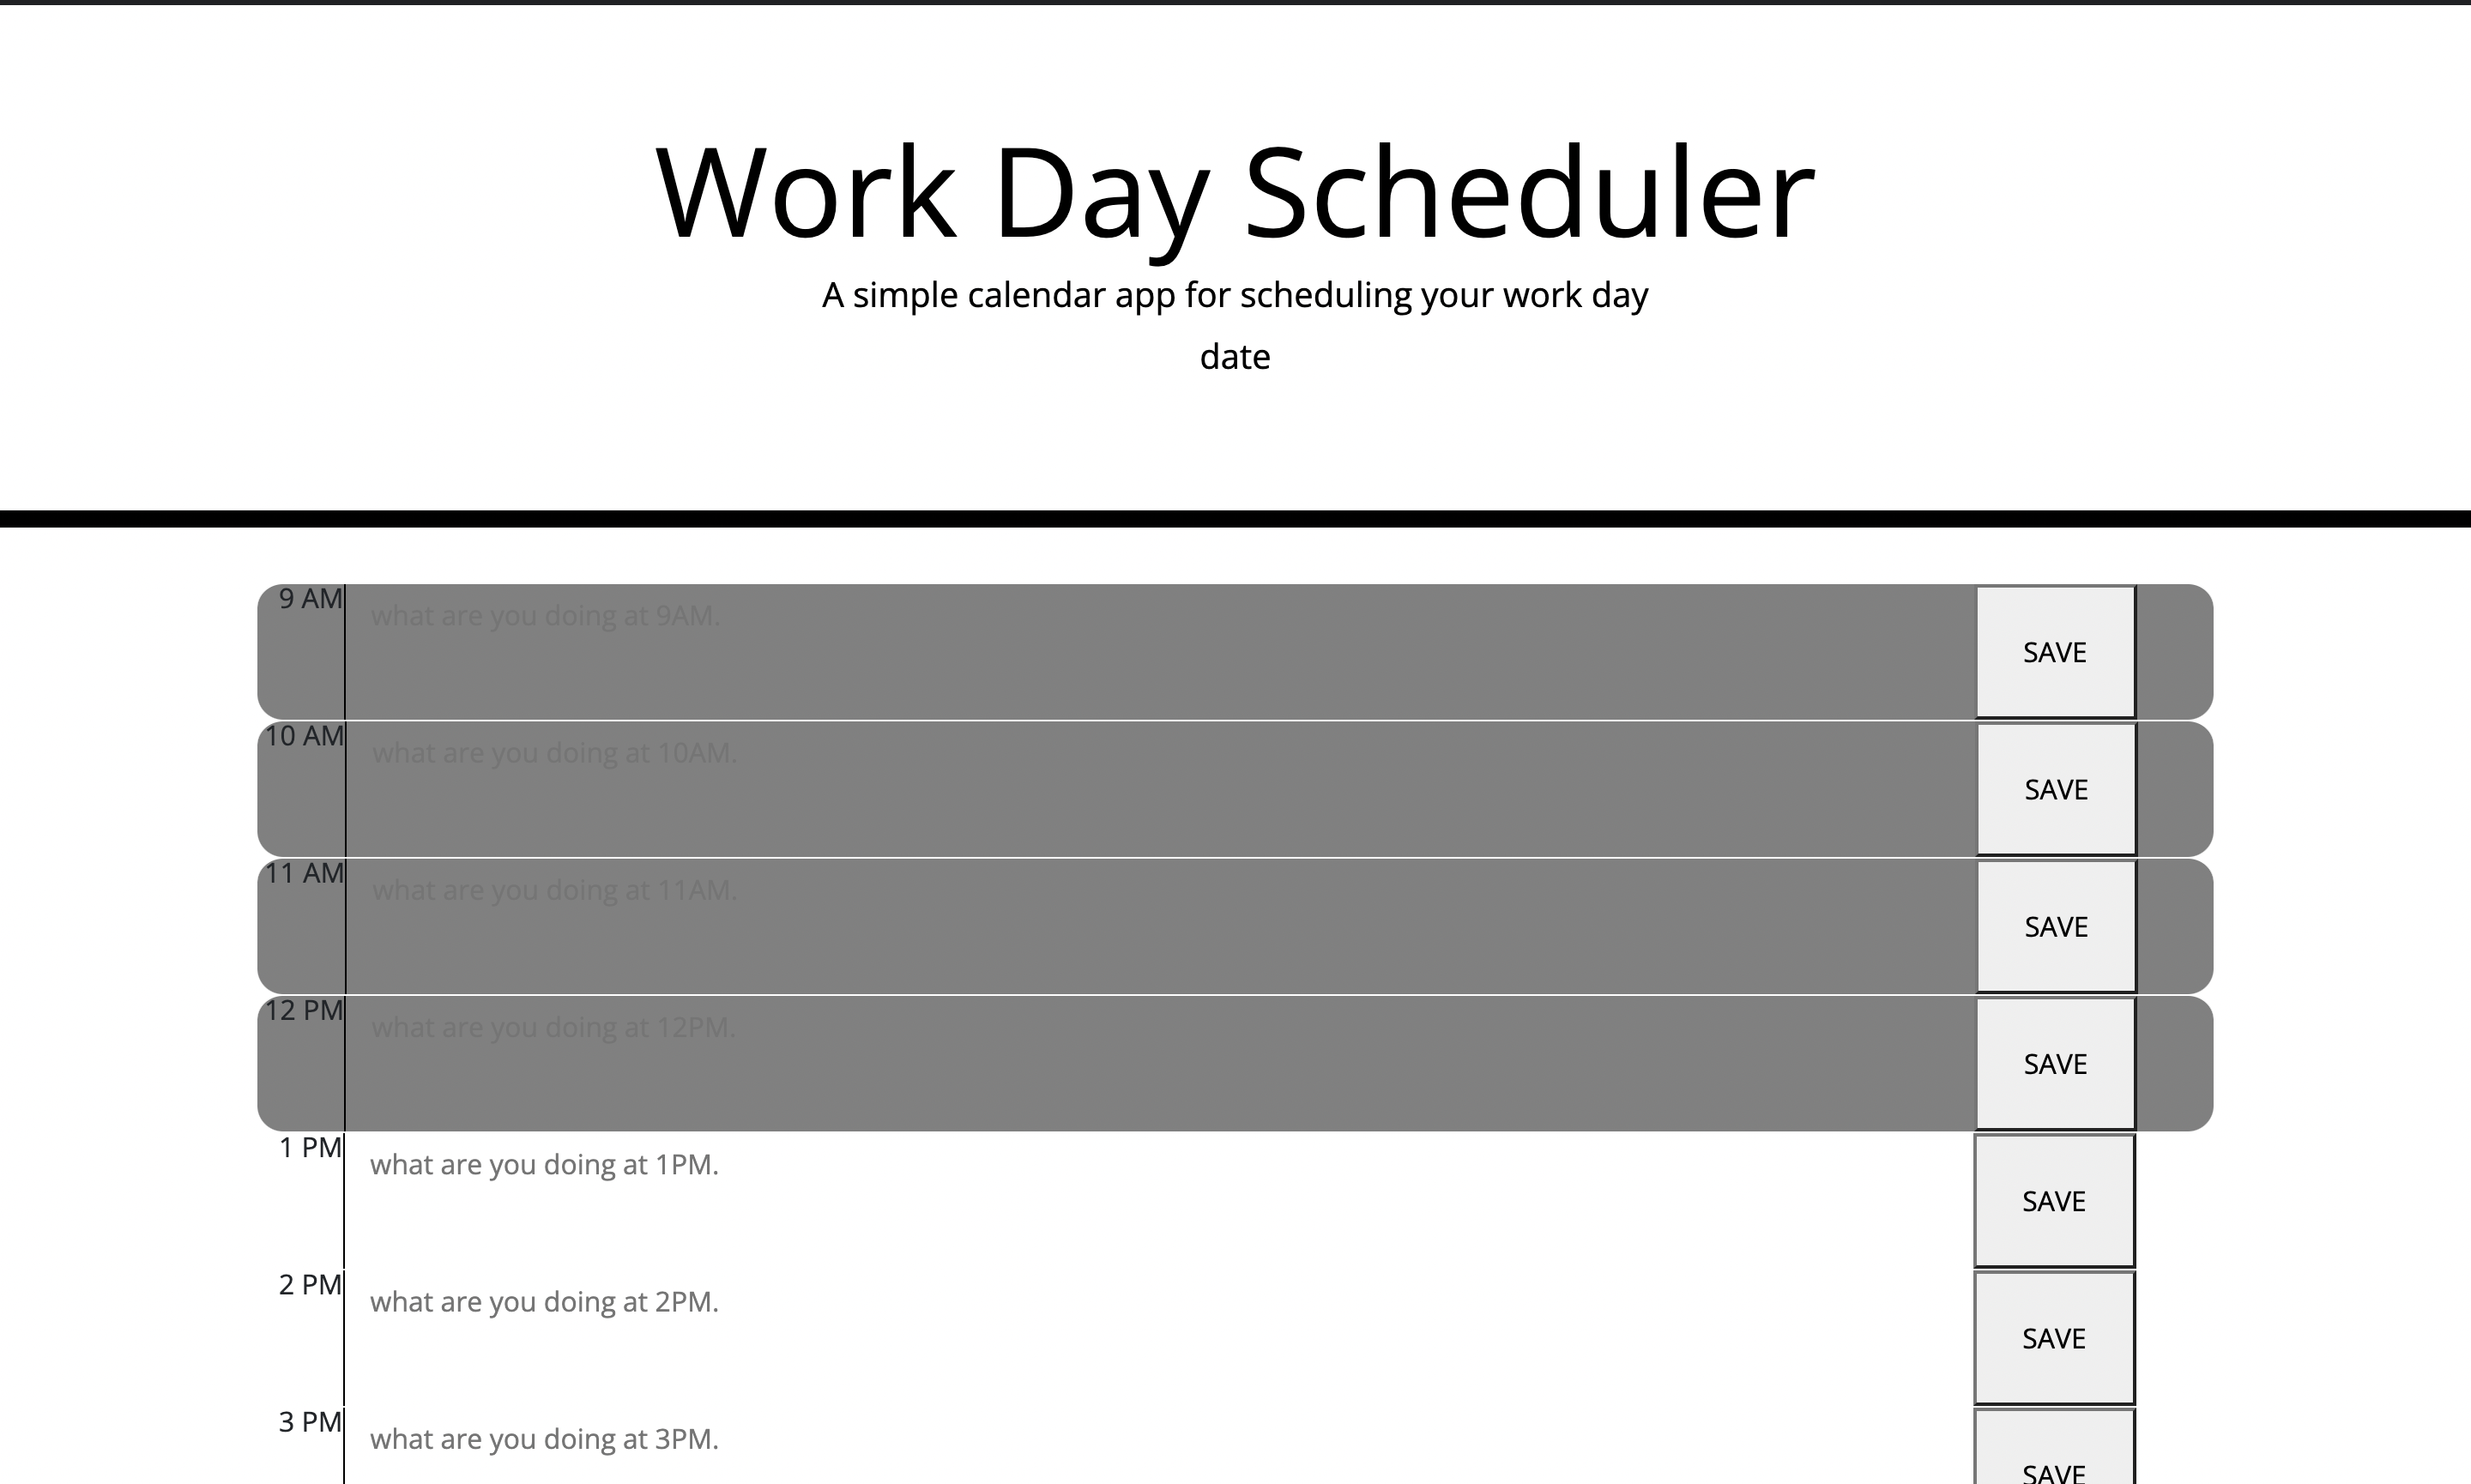 Work Day Scheduler
A simple calendar app for scheduling your work day
date
9 AM
what are you doing at 9AM.
SAVE
10 AM
what are you doing at 10AM.
SAVE
11 AM
what are you doing at 11AM.
SAVE
12 PM
what are you doing at 12PM.
SAVE
1 PM
what are you doing at 1PM.
SAVE
2 PM
what are you doing at 2PM.
SAVE
3 PM
what are you doing at 3PM.
SAVE